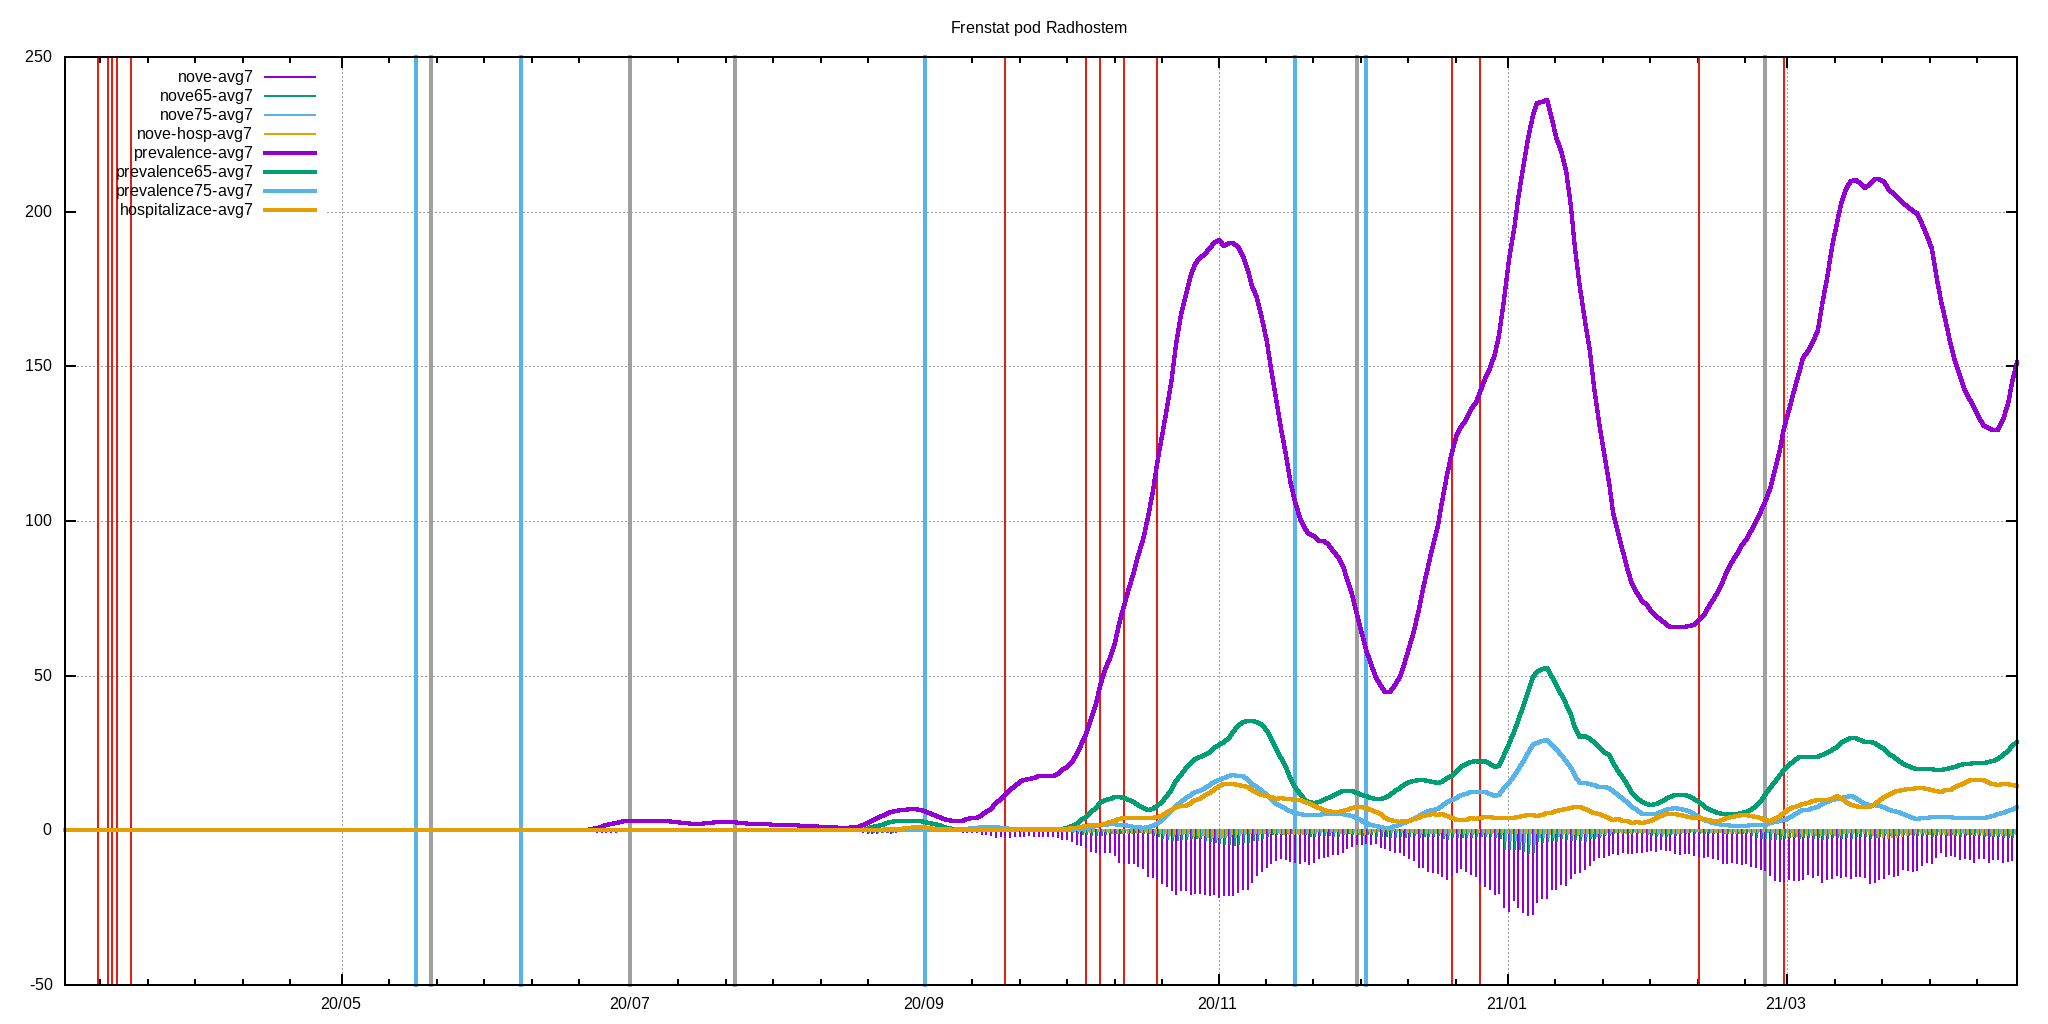 Frenstat pod Radhostem
250
200
150
100
50
0
-50
nove-avg7
nove65-avg7
nove75-avg7
nove-hosp-avg7
prevalence-avg7
prevalence65-avg7
prevalence75-avg7
hospitalizace-avg7
20/05
20/07
20/09
20/11
21/01
21/03